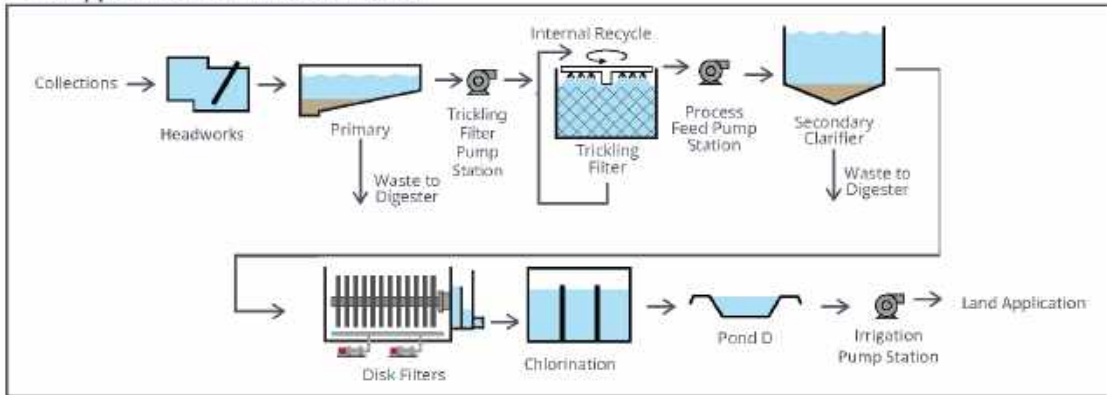 Internal Recycle
Collections
Headworks
Primary
Trickling
Filter
Pump
Station
Trickling
Filter
Process
Feed Pump
Station
Secondary
Clarifier
Waste to
Digester
Waste to
Digester
Disk Filters
Chlorination
Pond D
Irrigation
Pump Station
Land Application